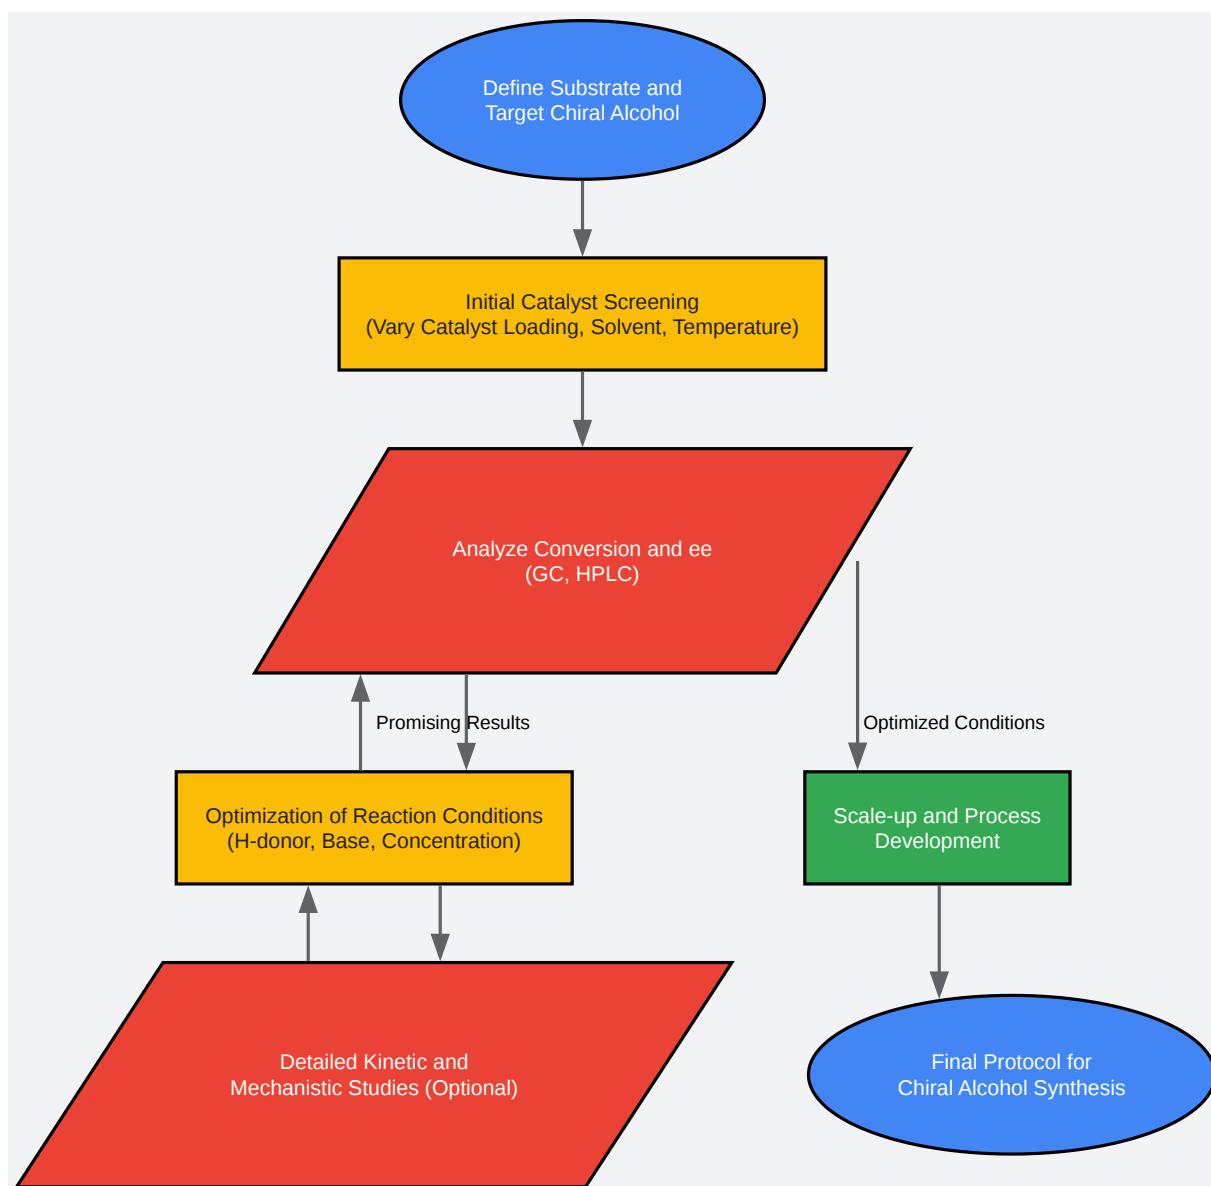 Define Substrate and
Target Chiral Alcohol
Initial Catalyst Screening
(Vary Catalyst Loading, Solvent, Temperature)
Analyze Conversion and ee
(GC, HPLC)
Promising Results
Optimized Conditions
Optimization of Reaction Conditions
(H-donor, Base, Concentration)
Scale-up and Process
Development
Detailed Kinetic and
Mechanistic Studies (Optional)
Final Protocol for
Chiral Alcohol Synthesis